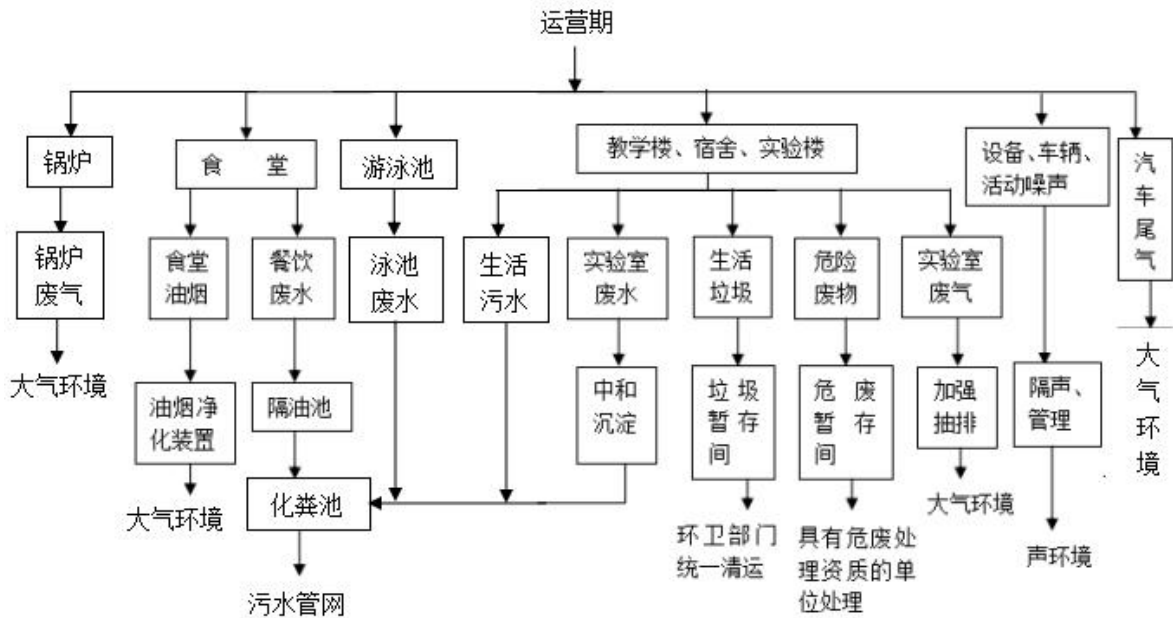 运营期
锅炉
食 堂
游泳池
教学楼、宿舍、实验楼
设备、车辆、
活动噪声
汽
车
尾
气
锅炉
废气
食堂
油烟
餐饮
废水
泳池
废水
生活
污水
实验室
废水
生活
垃圾
危险
废物
实验室
废气
大气环境
油烟净
化装置
隔油池
中和
沉淀
垃 圾
暂 存
间
危 废
暂 存
间
加强
抽排
隔声、
管理
大
气
环
境
大气环境
化粪池
环卫部门
统一清运
具有危废处
理资质的单
位处理
大气环境
声环境
污水管网